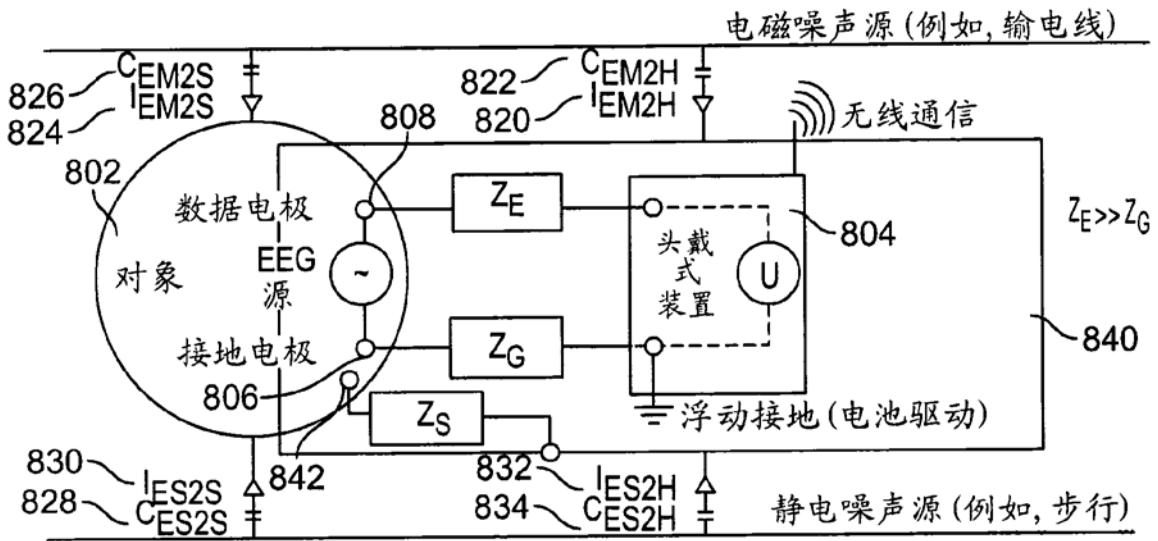 电磁噪声源(例如,输电线)
826 CEM2S
824 IEM2S
822 CEM2H
820 IEM2H
无线通信
802
808
数据电极
ZE
804
ZE>>ZG
对象
EEG
源
~
头戴
式
装置
U
接地电极
ZG
840
806
ZS
浮动接地(电池驱动)
842
830 IES2S
828 CES2S
832 IES2H
834 CES2H
静电噪声源(例如,步行)